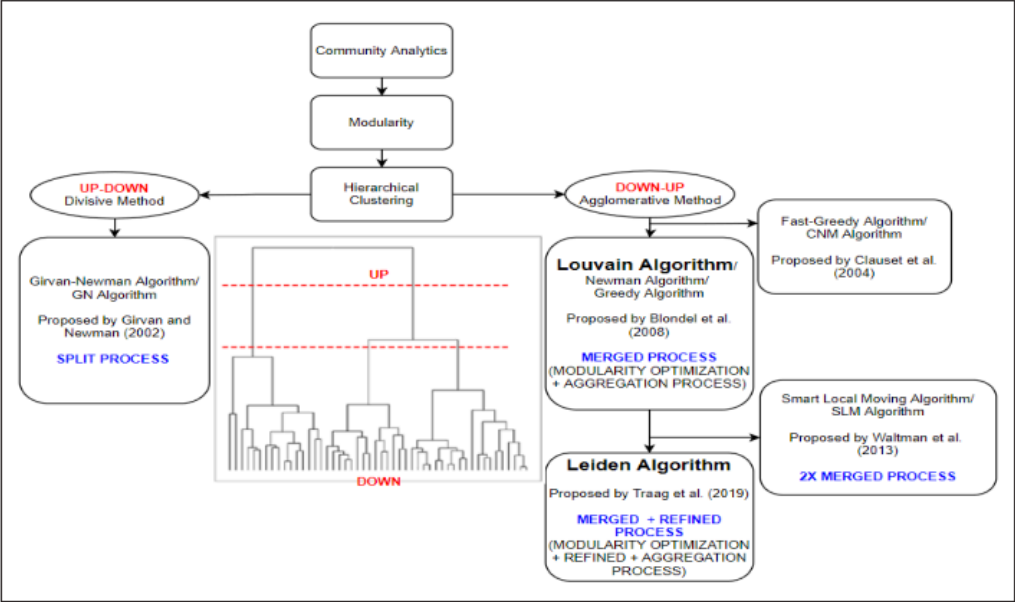 Community Analytics
Modularity
Hierarchical
Clustering
UP-DOWN
Divisive Method
DOWN-UP
Agglomerative Method
Girvan-Newman Algorithm/
GN Algorithm
Proposed by Girvan and
Newman (2002)
SPLIT PROCESS
UP
DOWN
Fast-Greedy Algorithm/
CNM Algorithm
Proposed by Clauset et al.
(2004)
Louvain Algorithm/
Newman Algorithm/
Greedy Algorithm
Proposed by Blondel et al.
(2008)
MERGED PROCESS
(MODULARITY OPTIMIZATION
+ AGGREGATION PROCESS)
Smart Local Moving Algorithm/
SLM Algorithm
Proposed by Waltman et al.
(2013)
2X MERGED PROCESS
Leiden Algorithm
Proposed by Traag et al. (2019)
MERGED + REFINED
PROCESS
(MODULARITY OPTIMIZATION
+ REFINED + AGGREGATION
PROCESS)